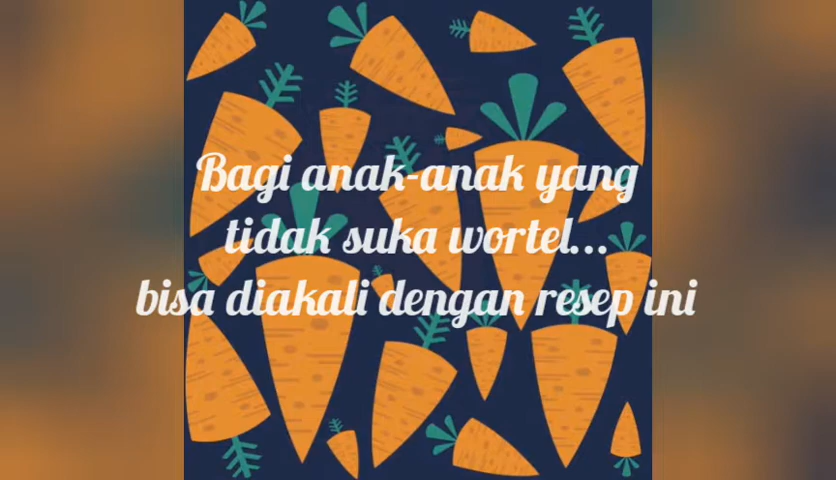 Bagi anak-anak yang
tidak suka wortel...
bisa diakali dengan resep ini